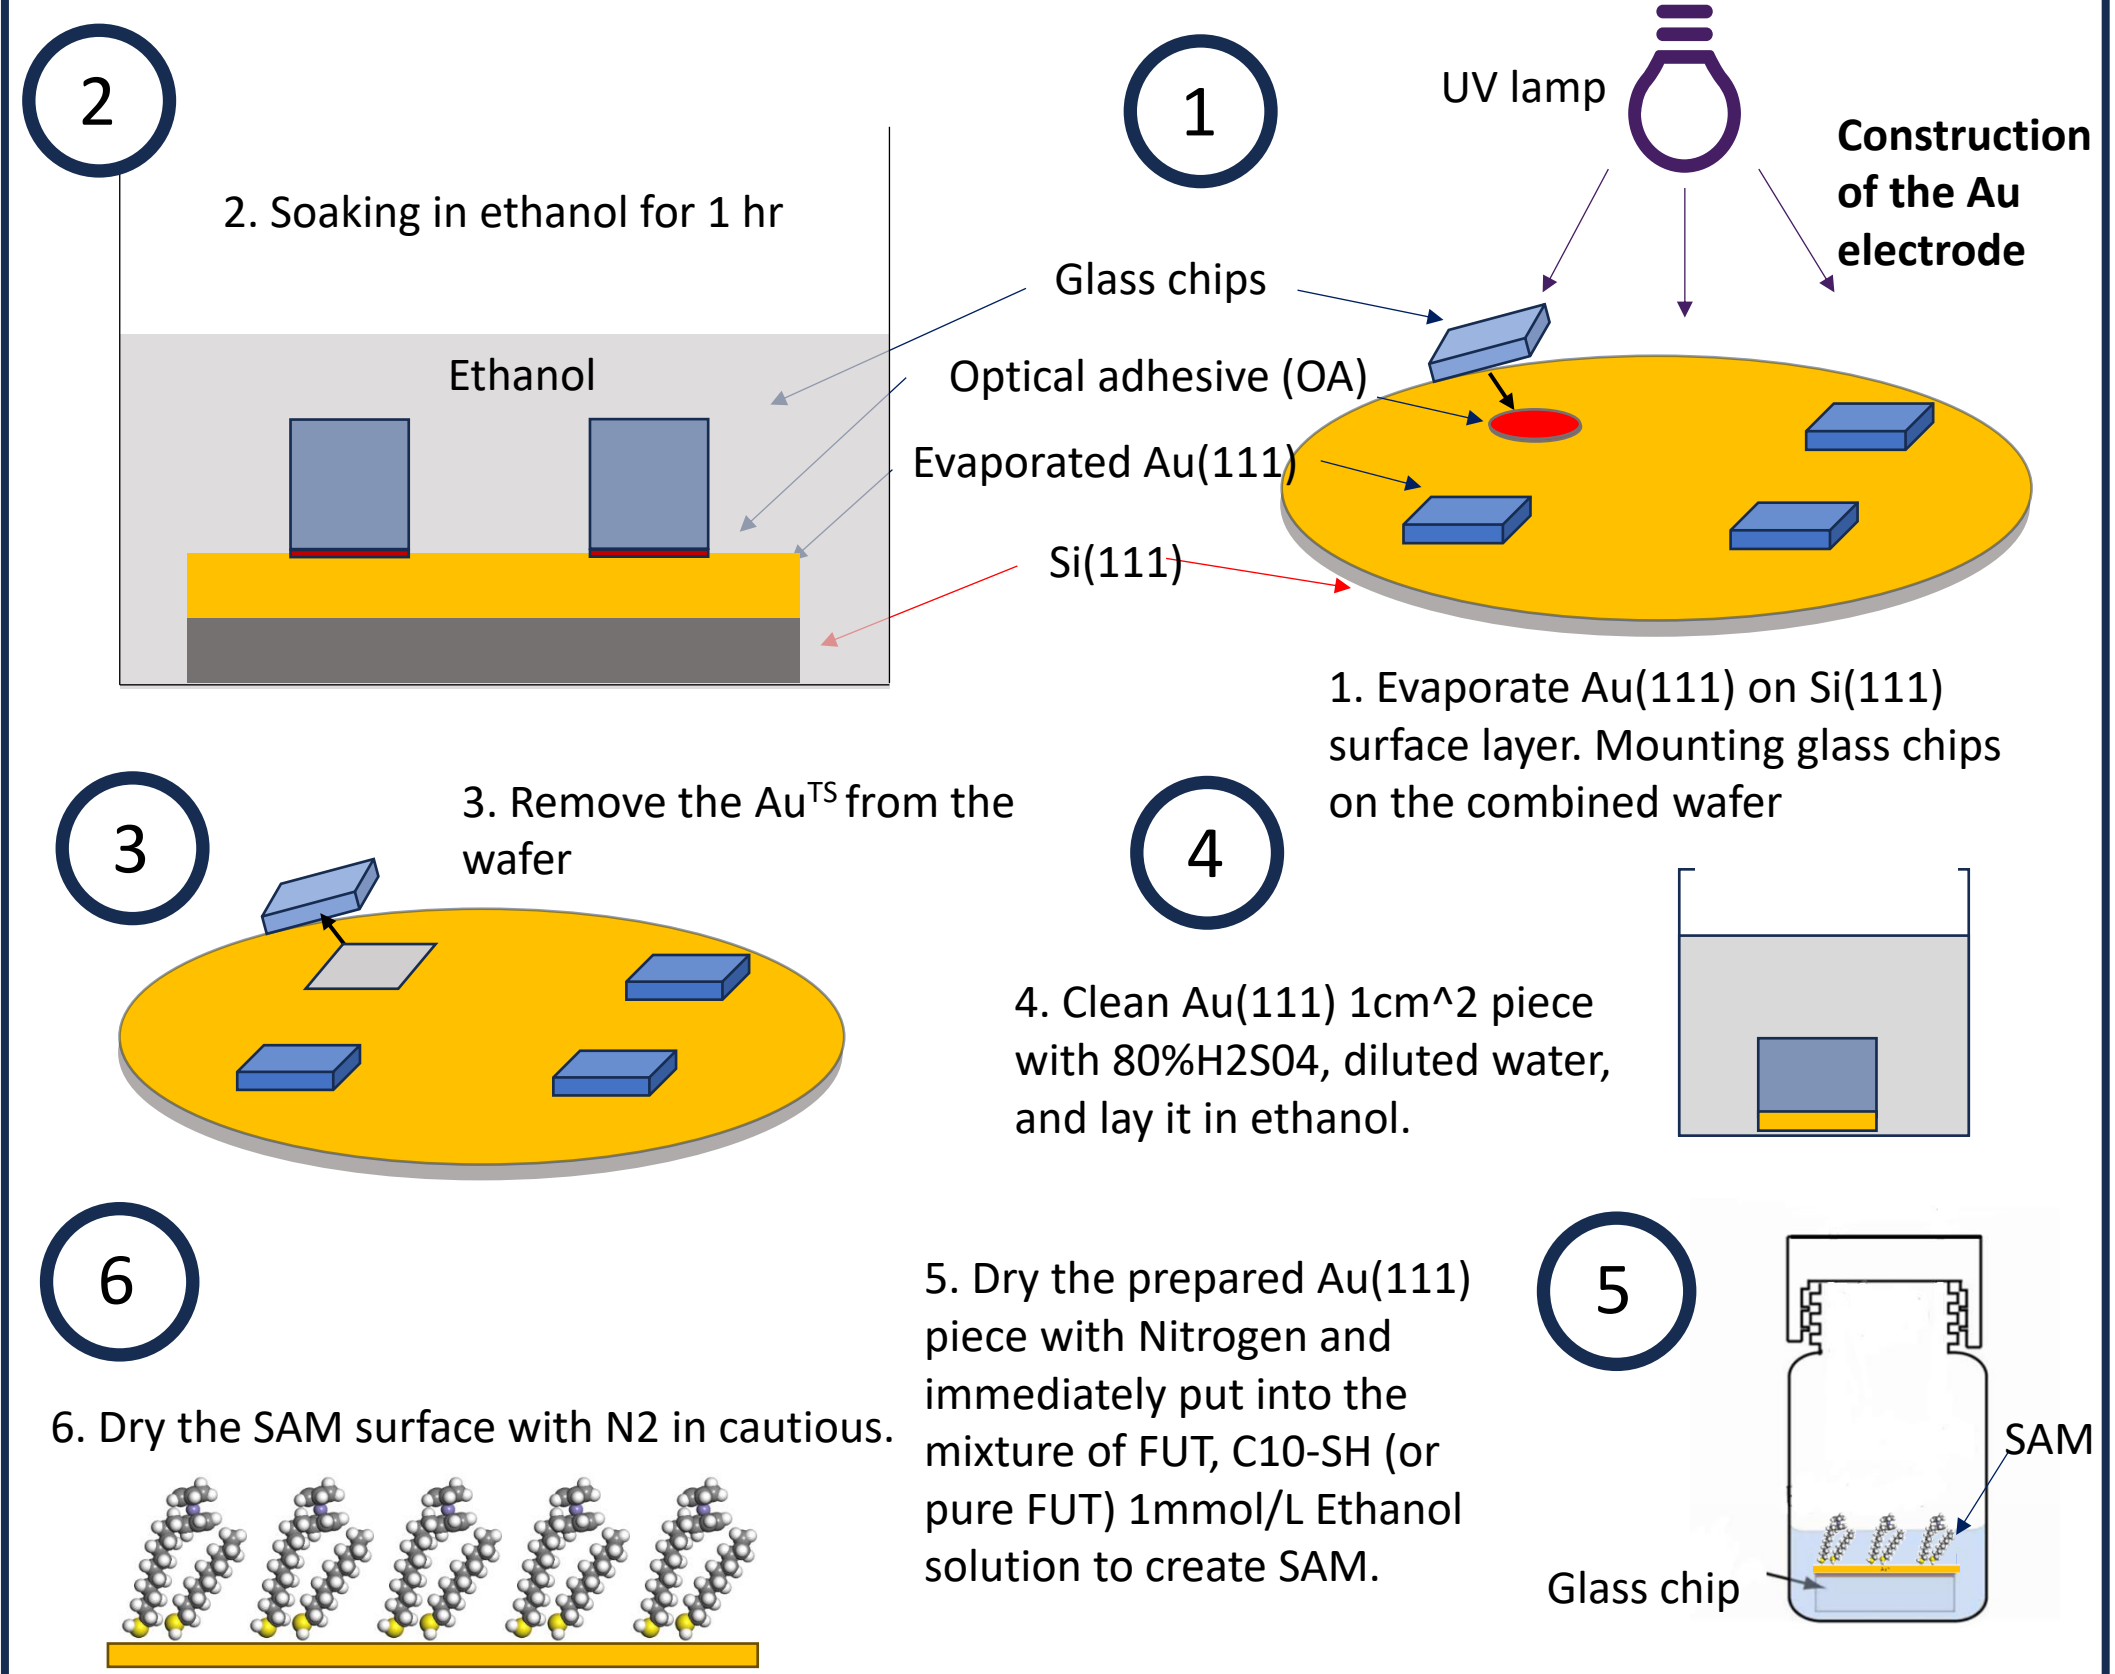 2
2. Soaking in ethanol for 1 hr
Ethanol
1
UV lamp
Construction
of the Au
electrode
Glass chips
Optical adhesive (OA)
Evaporated Au(111)
Si(111)
1. Evaporate Au(111) on Si(111)
surface layer. Mounting glass chips
on the combined wafer
3
3. Remove the Au^TS from the
wafer
4
4. Clean Au(111) 1cm^2 piece
with 80%H2S04, diluted water,
and lay it in ethanol.
6
6. Dry the SAM surface with N2 in cautious.
5. Dry the prepared Au(111)
piece with Nitrogen and
immediately put into the
mixture of FUT, C10-SH (or
pure FUT) 1mmol/L Ethanol
solution to create SAM.
5
SAM
Glass chip